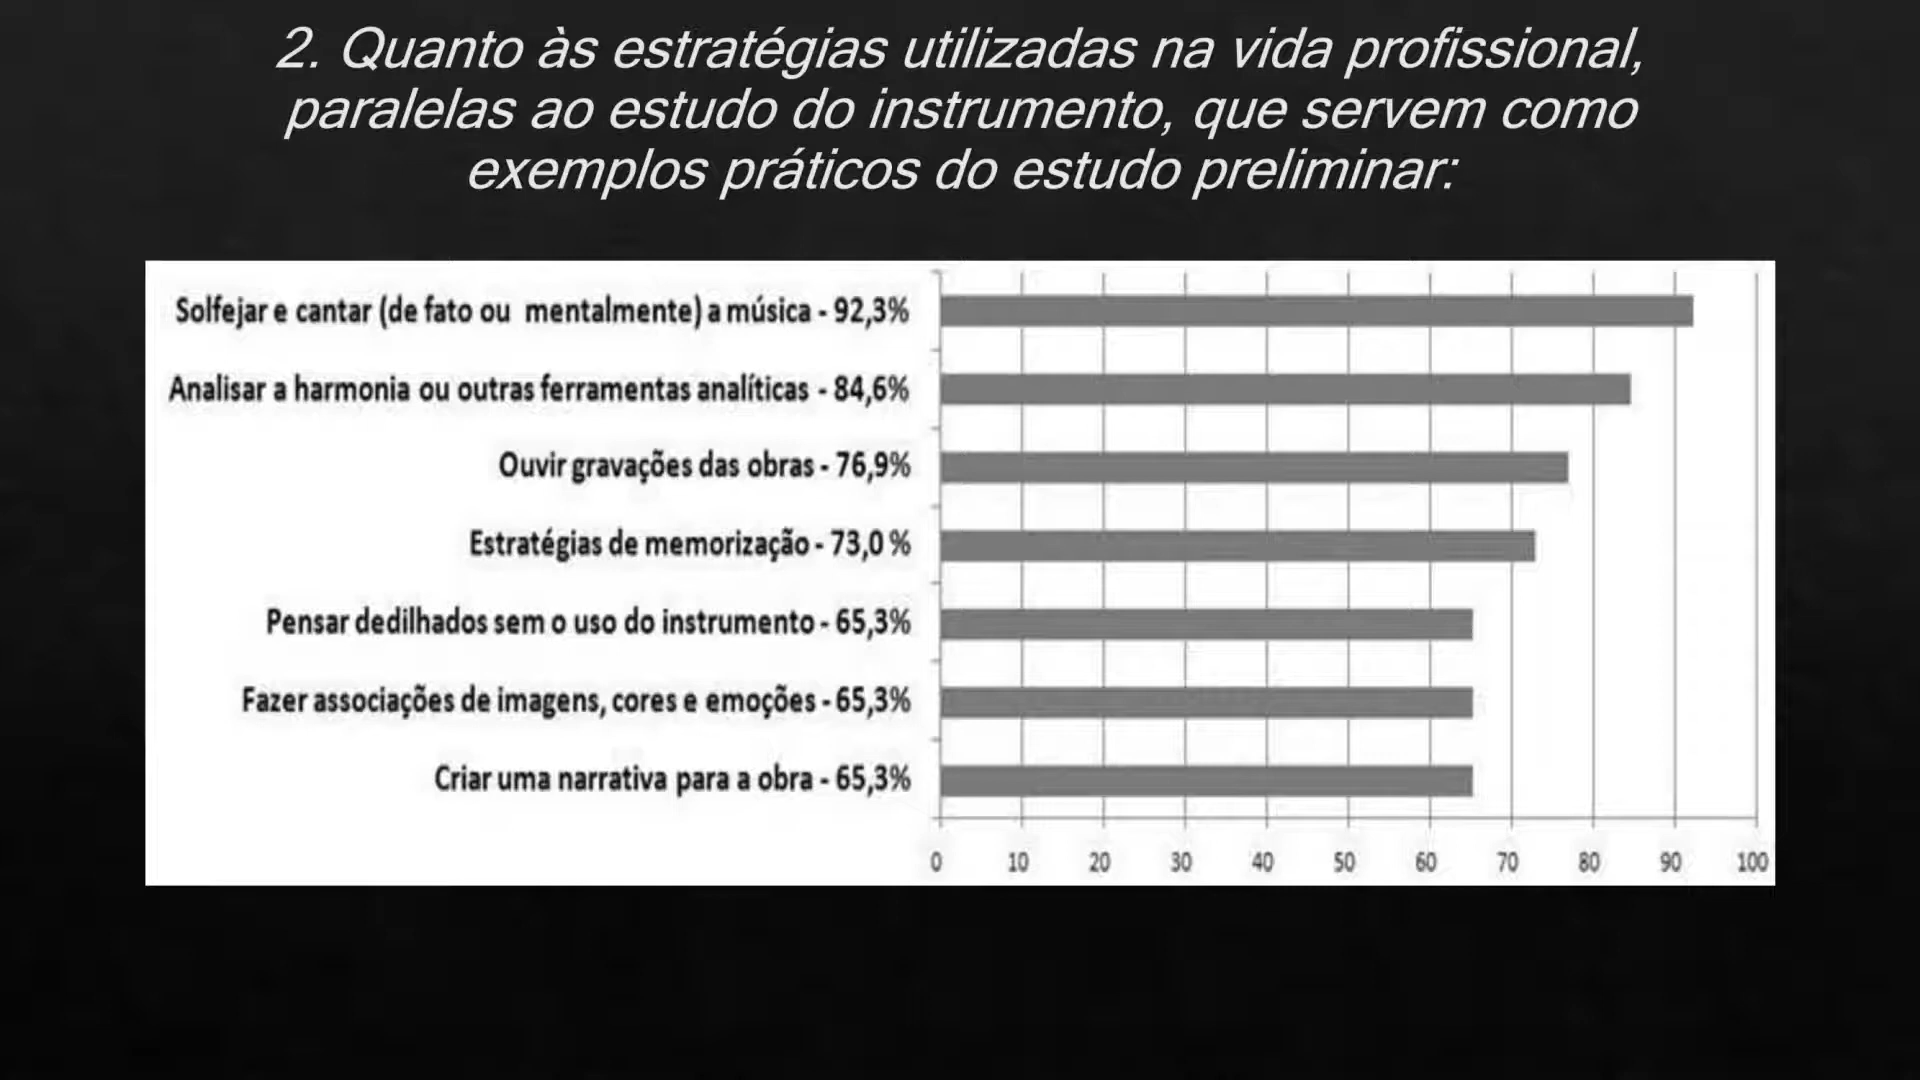 2. Quanto às estratégias utilizadas na vida profissional,
paralelas ao estudo do instrumento, que servem como
exemplos práticos do estudo preliminar:
Solfejar e cantar (de fato ou mentalmente) a música - 92,3%
Analisar a harmonia ou outras ferramentas analíticas - 84,6%
Ouvir gravações das obras - 76,9%
Estratégias de memorização - 73,0 %
Pensar dedilhados sem o uso do instrumento - 65,3%
Fazer associações de imagens, cores e emoções - 65,3%
Criar uma narrativa para a obra - 65,3%
0 10 20 30 40 50 60 70 80 90 100